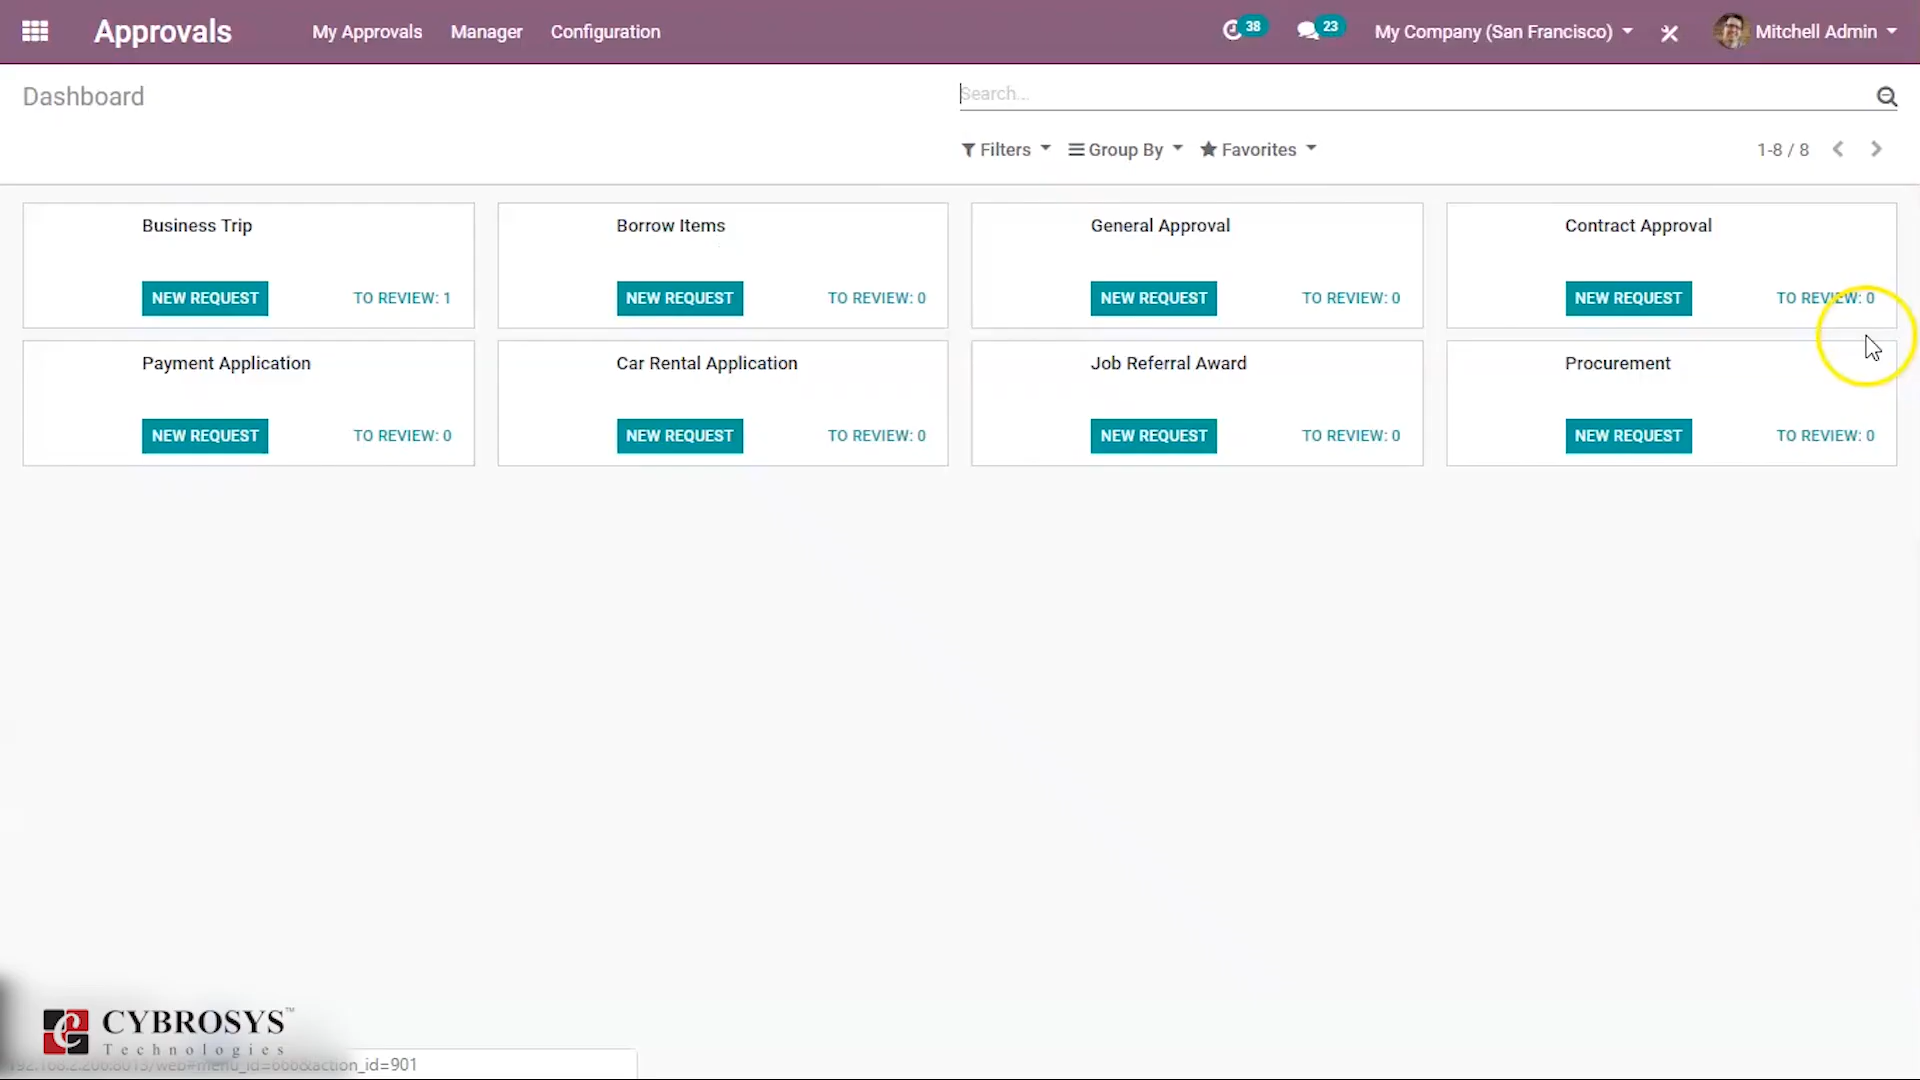 Approvals My Approvals Manager Configuration 38 23 My Company (San Francisco) Mitchell Admin
Dashboard Search...
Filters Group By Favorites 1-8 / 8
Business Trip Borrow Items General Approval Contract Approval
NEW REQUEST TO REVIEW: 1 NEW REQUEST TO REVIEW: 0 NEW REQUEST TO REVIEW: 0 NEW REQUEST TO REVIEW: 0
Payment Application Car Rental Application Job Referral Award Procurement
NEW REQUEST TO REVIEW: 0 NEW REQUEST TO REVIEW: 0 NEW REQUEST TO REVIEW: 0 NEW REQUEST TO REVIEW: 0
CYBROSYS™
Technologies